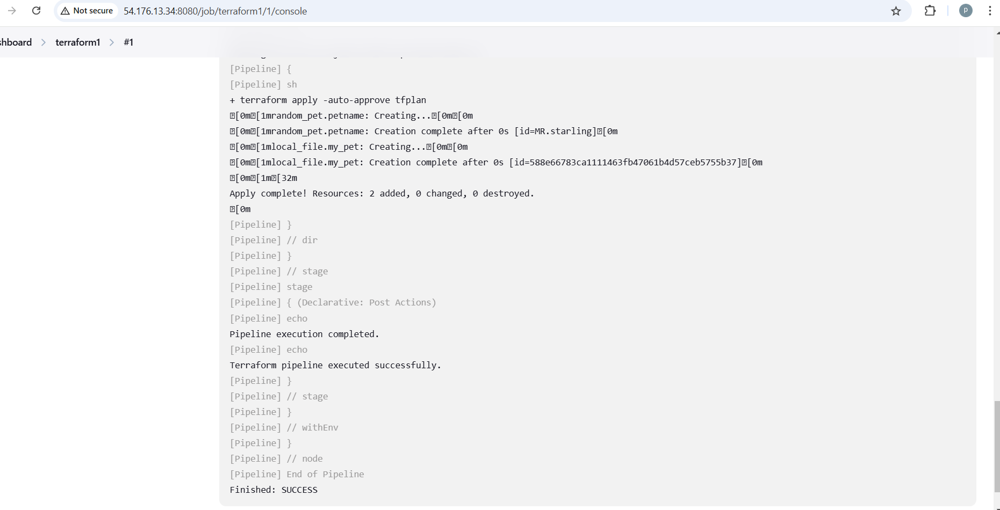 Not secure 54.176.13.34:8080/job/terraform1/1/console p
shboard > terraform1 > #1
[Pipeline] {
[Pipeline] sh
+ terraform apply -auto-approve tfplan
[0m[1mrandom_pet.petname: Creating...[0m[0m
[0m[1mrandom_pet.petname: Creation complete after 0s [id=MR.starling][0m
[0m[1mlocal_file.my_pet: Creating...[0m[0m
[0m[1mlocal_file.my_pet: Creation complete after 0s [id=588e66783ca1111463fb47061b4d57ceb5755b37][0m
[0m[1m[32m
Apply complete! Resources: 2 added, 0 changed, 0 destroyed.
[0m
[Pipeline] }
[Pipeline] // dir
[Pipeline] }
[Pipeline] // stage
[Pipeline] stage
[Pipeline] { (Declarative: Post Actions)
[Pipeline] echo
Pipeline execution completed.
[Pipeline] echo
Terraform pipeline executed successfully.
[Pipeline] }
[Pipeline] // stage
[Pipeline] }
[Pipeline] // withEnv
[Pipeline] }
[Pipeline] // node
[Pipeline] End of Pipeline
Finished: SUCCESS